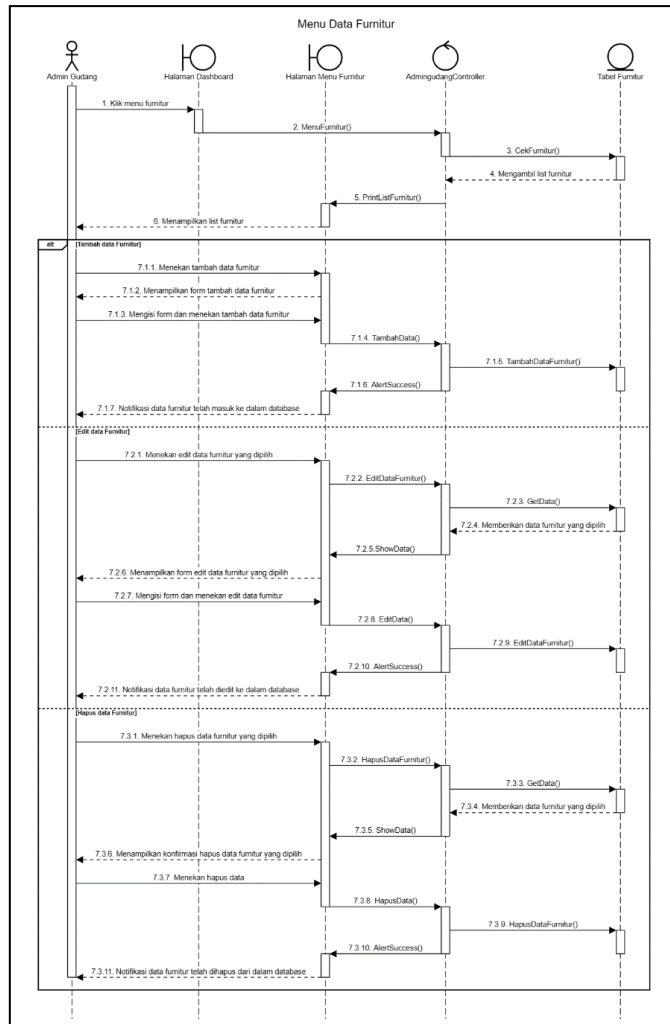 Menu Data Furnitur
Admin Gudang
Halaman Dashboard
Halaman Menu Furnitur
AdmingudangController
Tabel Furnitur
1. Klik menu furnitur
2. MenuFurnitur()
3. CekFurnitur()
4. Mengambil list furnitur
5. PrintListFurnitur()
6. Menampilkan list furnitur
alt
[Tambah data Furnitur]
7.1.1. Menekan tambah data furnitur
7.1.2. Menampilkan form tambah data furnitur
7.1.3. Mengisi form dan menekan tambah data furnitur
7.1.4. TambahData()
7.1.5. TambahDataFurnitur()
7.1.6. AlertSuccess()
7.1.7. Notifikasi data furnitur telah masuk ke dalam database
[Edit data Furnitur]
7.2.1. Menekan edit data furnitur yang dipilih
7.2.2. EditDataFurnitur()
7.2.3. GetData()
7.2.4. Memberikan data furnitur yang dipilih
7.2.5.ShowData()
7.2.6. Menampilkan form edit data furnitur yang dipilih
7.2.7. Mengisi form dan menekan edit data furnitur
7.2.8. EditData()
7.2.9. EditDataFurnitur()
7.2.10. AlertSuccess()
7.2.11. Notifikasi data furnitur telah diedit ke dalam database
[Hapus data Furnitur]
7.3.1. Menekan hapus data furnitur yang dipilih
7.3.2. HapusDataFurnitur()
7.3.3. GetData()
7.3.4. Memberikan data furnitur yang dipilih
7.3.5. ShowData()
7.3.6. Menampilkan konfirmasi hapus data furnitur yang dipilih
7.3.7. Menekan hapus data
7.3.8. HapusData()
7.3.9. HapusDataFurnitur()
7.3.10. AlertSuccess()
7.3.11. Notifikasi data furnitur telah dihapus dari dalam database